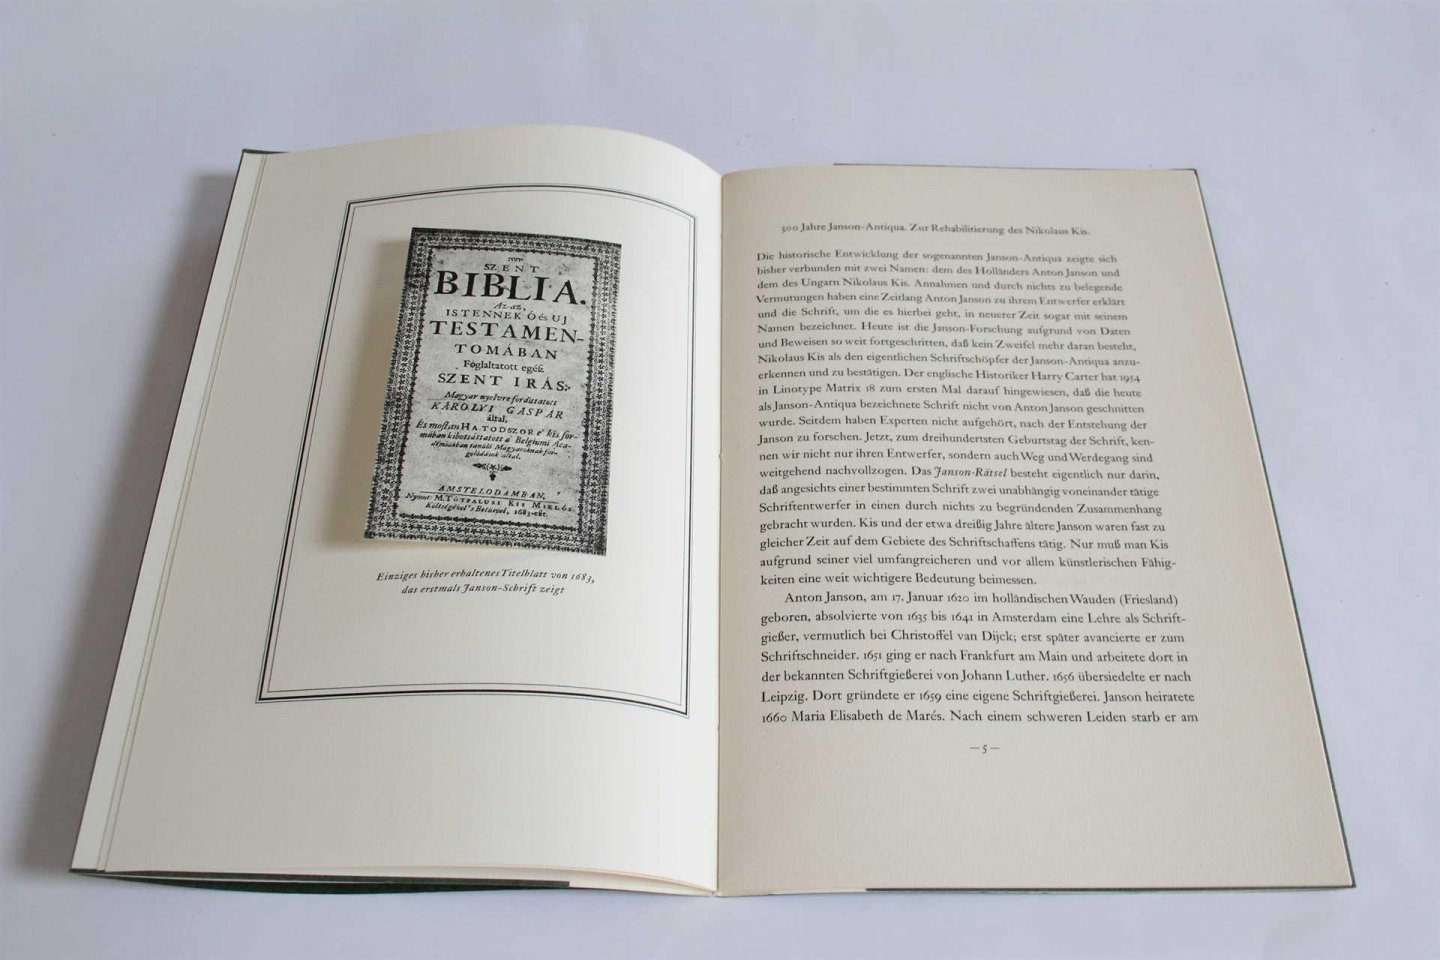 SZENT
BIBLIA.
Az-az,
ISTENNEK Ó és UJ
TESTAMEN-
TOMÁBAN
Foglaltatott egész
SZENT IRÁS.
Magyar nyelvre fordittatott
KÁROLYI GASPAR
által,
És mostan HATODSZOR e' kis for-
mában kibotsáttatott a' Belgiumi Aca-
démiákban tanuló Magyaroknak
által.
AMSTELODAMBAN,
Nyomt. M. TÓTFALUSI KIS MIKLÓS.
Költségével 's Betüivel, 1683-eszt.
Einziges bisher erhaltenes Titelblatt von 1683,
das erstmals Janson-Schrift zeigt
300 Jahre Janson-Antiqua. Zur Rehabilitierung des Nikolaus Kis.
Die historische Entwicklung der sogenannten Janson-Antiqua zeigte sich
bisher verbunden mit zwei Namen: dem des Holländers Anton Janson und
dem des Ungarn Nikolaus Kis. Annahmen und durch nichts zu belegende
Vermutungen haben eine Zeitlang Anton Janson zu ihrem Entwerfer erklärt
und die Schrift, um die es hierbei geht, in neuerer Zeit sogar mit seinem
Namen bezeichnet. Heute ist die Janson-Forschung aufgrund von Daten
und Beweisen so weit fortgeschritten, daß kein Zweifel mehr daran besteht,
Nikolaus Kis als den eigentlichen Schriftschöpfer der Janson-Antiqua anzu-
erkennen und zu bestätigen. Der englische Historiker Harry Carter hat 1954
in Linotype Matrix 18 zum ersten Mal darauf hingewiesen, daß die heute
als Janson-Antiqua bezeichnete Schrift nicht von Anton Janson geschnitten
wurde. Seitdem haben Experten nicht aufgehört, nach der Entstehung der
Janson zu forschen. Jetzt, zum dreihundertsten Geburtstag der Schrift, ken-
nen wir nicht nur ihren Entwerfer, sondern auch Weg und Werdegang sind
weitgehend nachvollzogen. Das Janson-Rätsel besteht eigentlich nur darin,
daß angesichts einer bestimmten Schrift zwei unabhängig voneinander tätige
Schriftentwerfer in einen durch nichts zu begründenden Zusammenhang
gebracht wurden. Kis und der etwa dreißig Jahre ältere Janson waren fast zu
gleicher Zeit auf dem Gebiete des Schriftschaffens tätig. Nur muß man Kis
aufgrund seiner viel umfangreicheren und vor allem künstlerischen Fähig-
keiten eine weit wichtigere Bedeutung beimessen.
Anton Janson, am 17. Januar 1620 im holländischen Wauden (Friesland)
geboren, absolvierte von 1635 bis 1641 in Amsterdam eine Lehre als Schrift-
gießer, vermutlich bei Christoffel van Dijck; erst später avancierte er zum
Schriftschneider. 1651 ging er nach Frankfurt am Main und arbeitete dort in
der bekannten Schriftgießerei von Johann Luther. 1656 übersiedelte er nach
Leipzig. Dort gründete er 1659 eine eigene Schriftgießerei. Janson heiratete
1660 Maria Elisabeth de Marés. Nach einem schweren Leiden starb er am
— 5 —